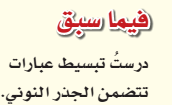 فيما سبق
درستُ تبسيط عبارات
تتضمن الجذر النوني.